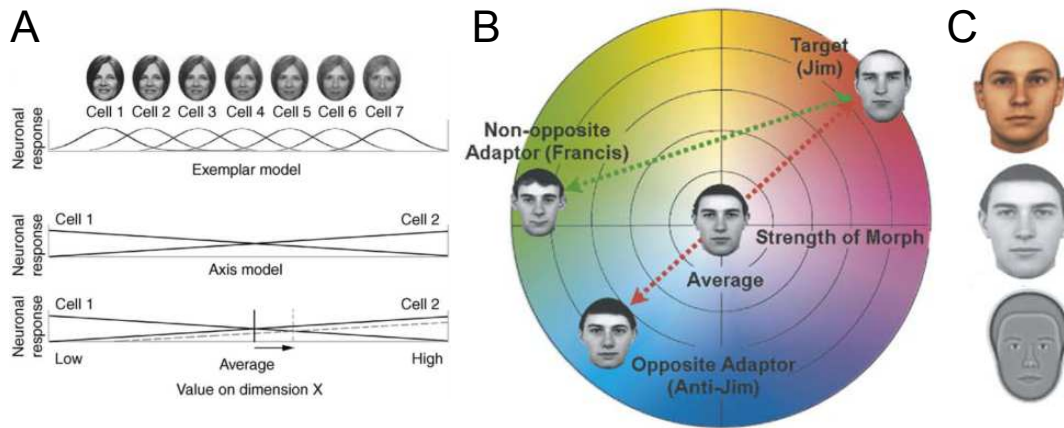 A
Cell 1 Cell 2 Cell 3 Cell 4 Cell 5 Cell 6 Cell 7
Neuronal
response
Exemplar model
Cell 1 Cell 2
Neuronal
response
Axis model
Cell 1 Cell 2
Neuronal
response
Low Average High
Value on dimension X
B
Target
(Jim)
Non-opposite
Adaptor (Francis)
Strength of Morph
Average
Opposite Adaptor
(Anti-Jim)
C